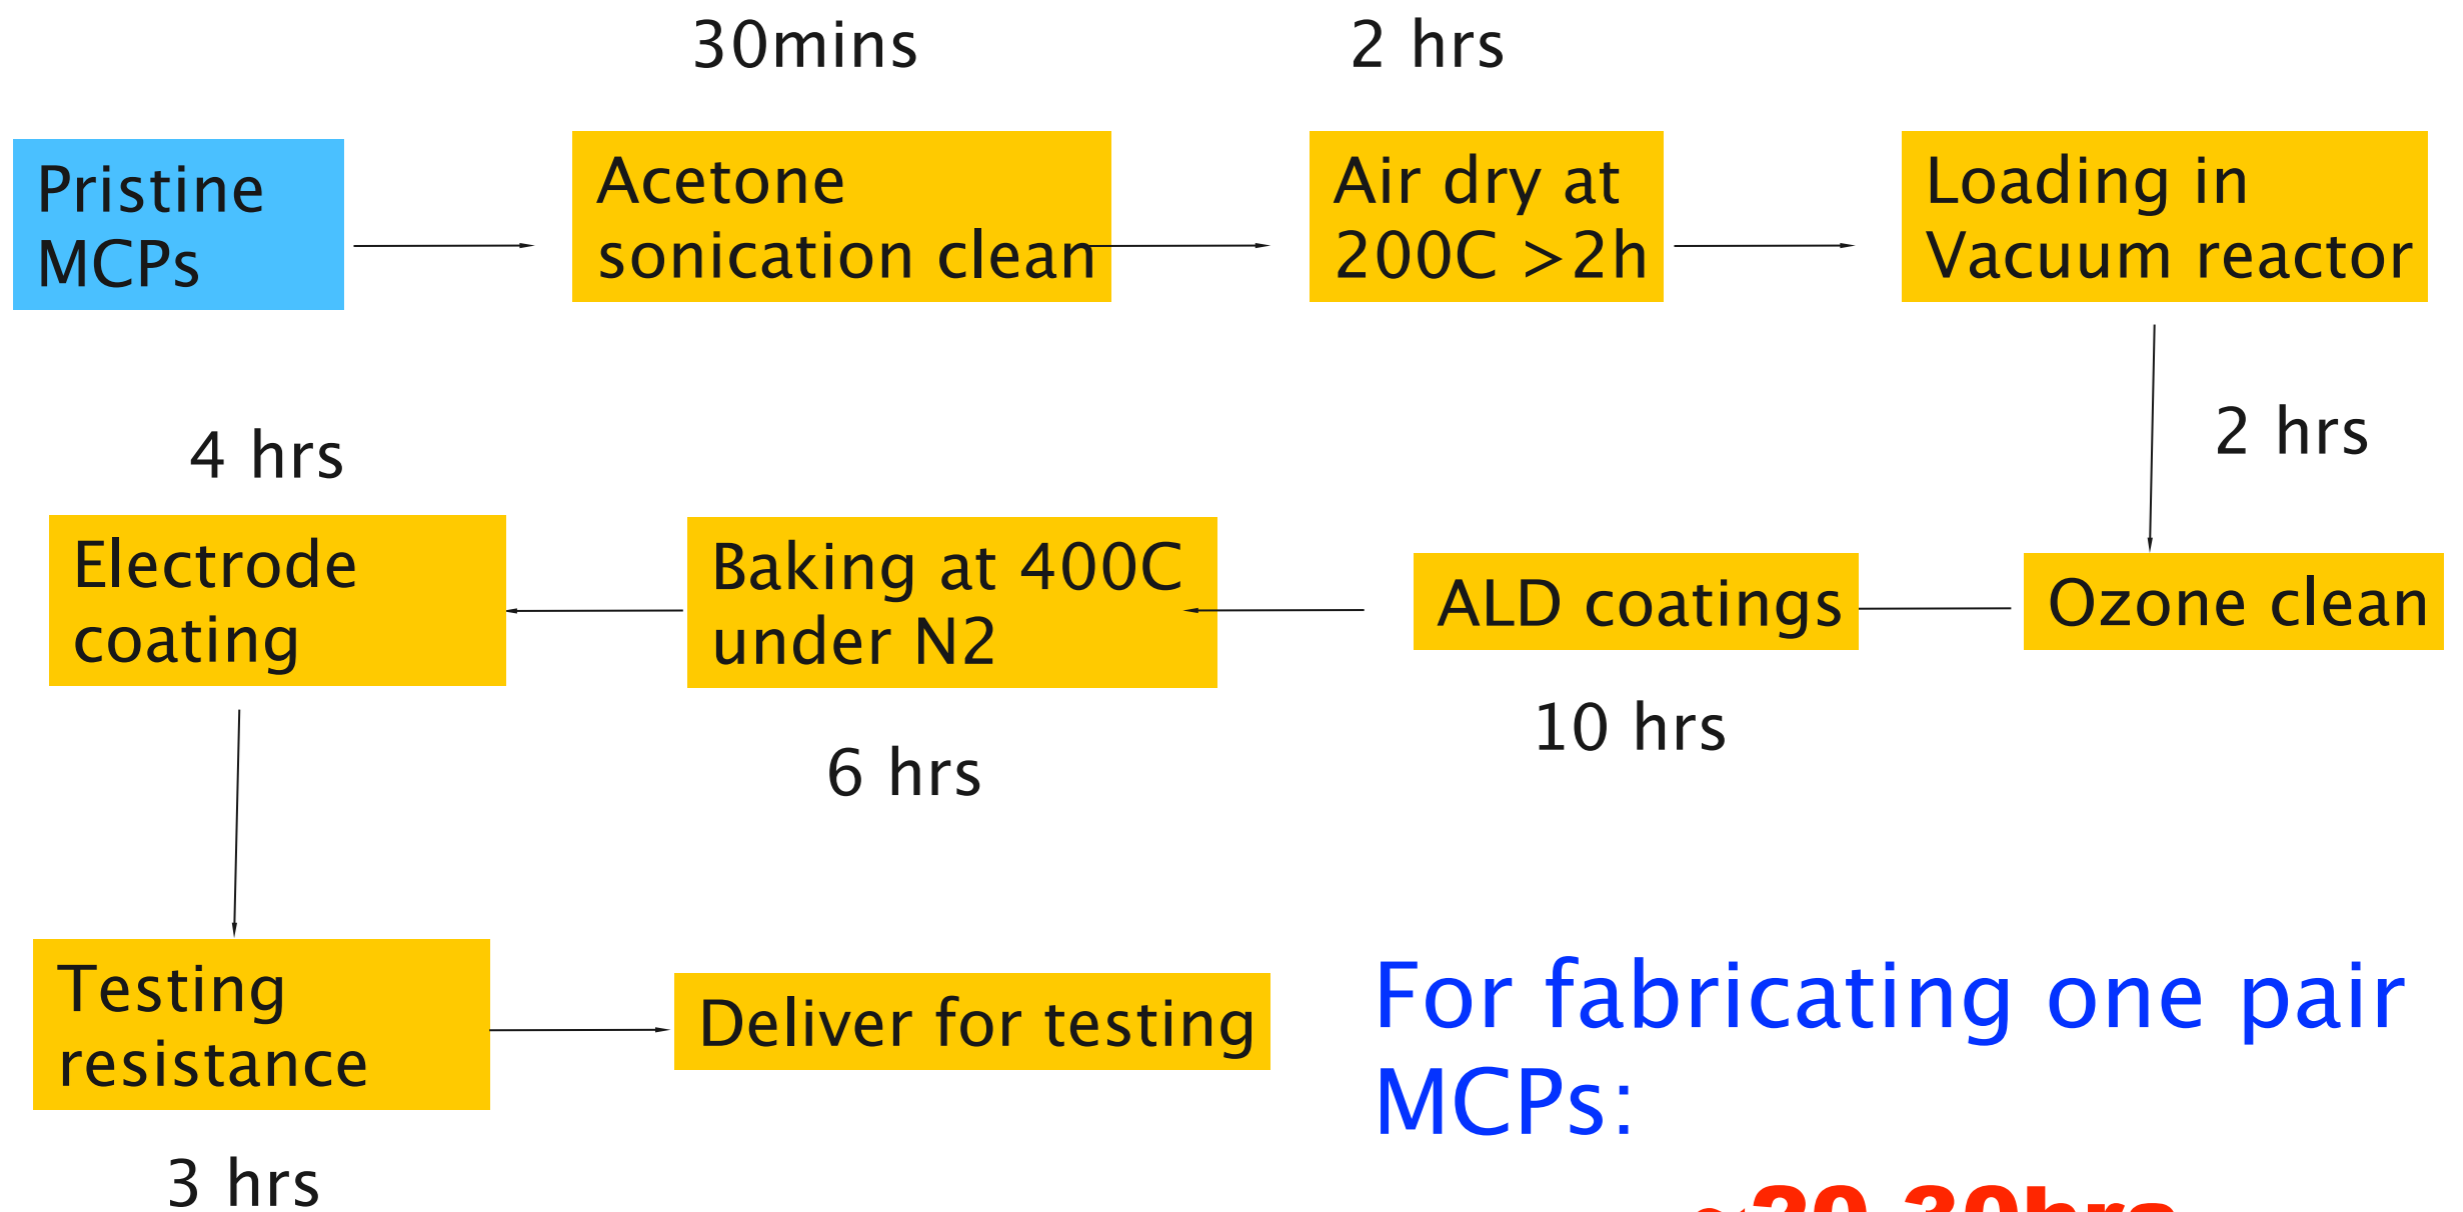 30mins
2 hrs
Pristine
MCPs
Acetone
sonication clean
Air dry at
200C >2h
Loading in
Vacuum reactor
2 hrs
4 hrs
Electrode
coating
Baking at 400C
under N2
ALD coatings
Ozone clean
10 hrs
6 hrs
Testing
resistance
Deliver for testing
3 hrs
For fabricating one pair
MCPs:
~20-30hrs